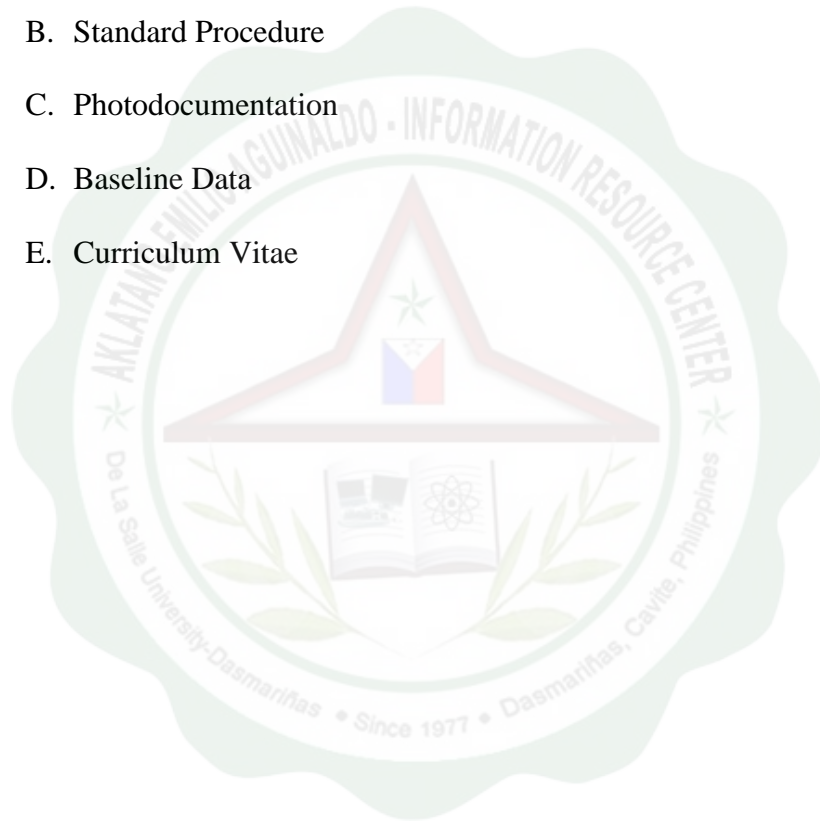 B. Standard Procedure
C. Photodocumentation
D. Baseline Data
E. Curriculum Vitae
AKLATANG EMILIO AGUINALDO - INFORMATION RESOURCE CENTER
De La Salle University-Dasmariñas • Since 1977 • Dasmariñas, Cavite, Philippines